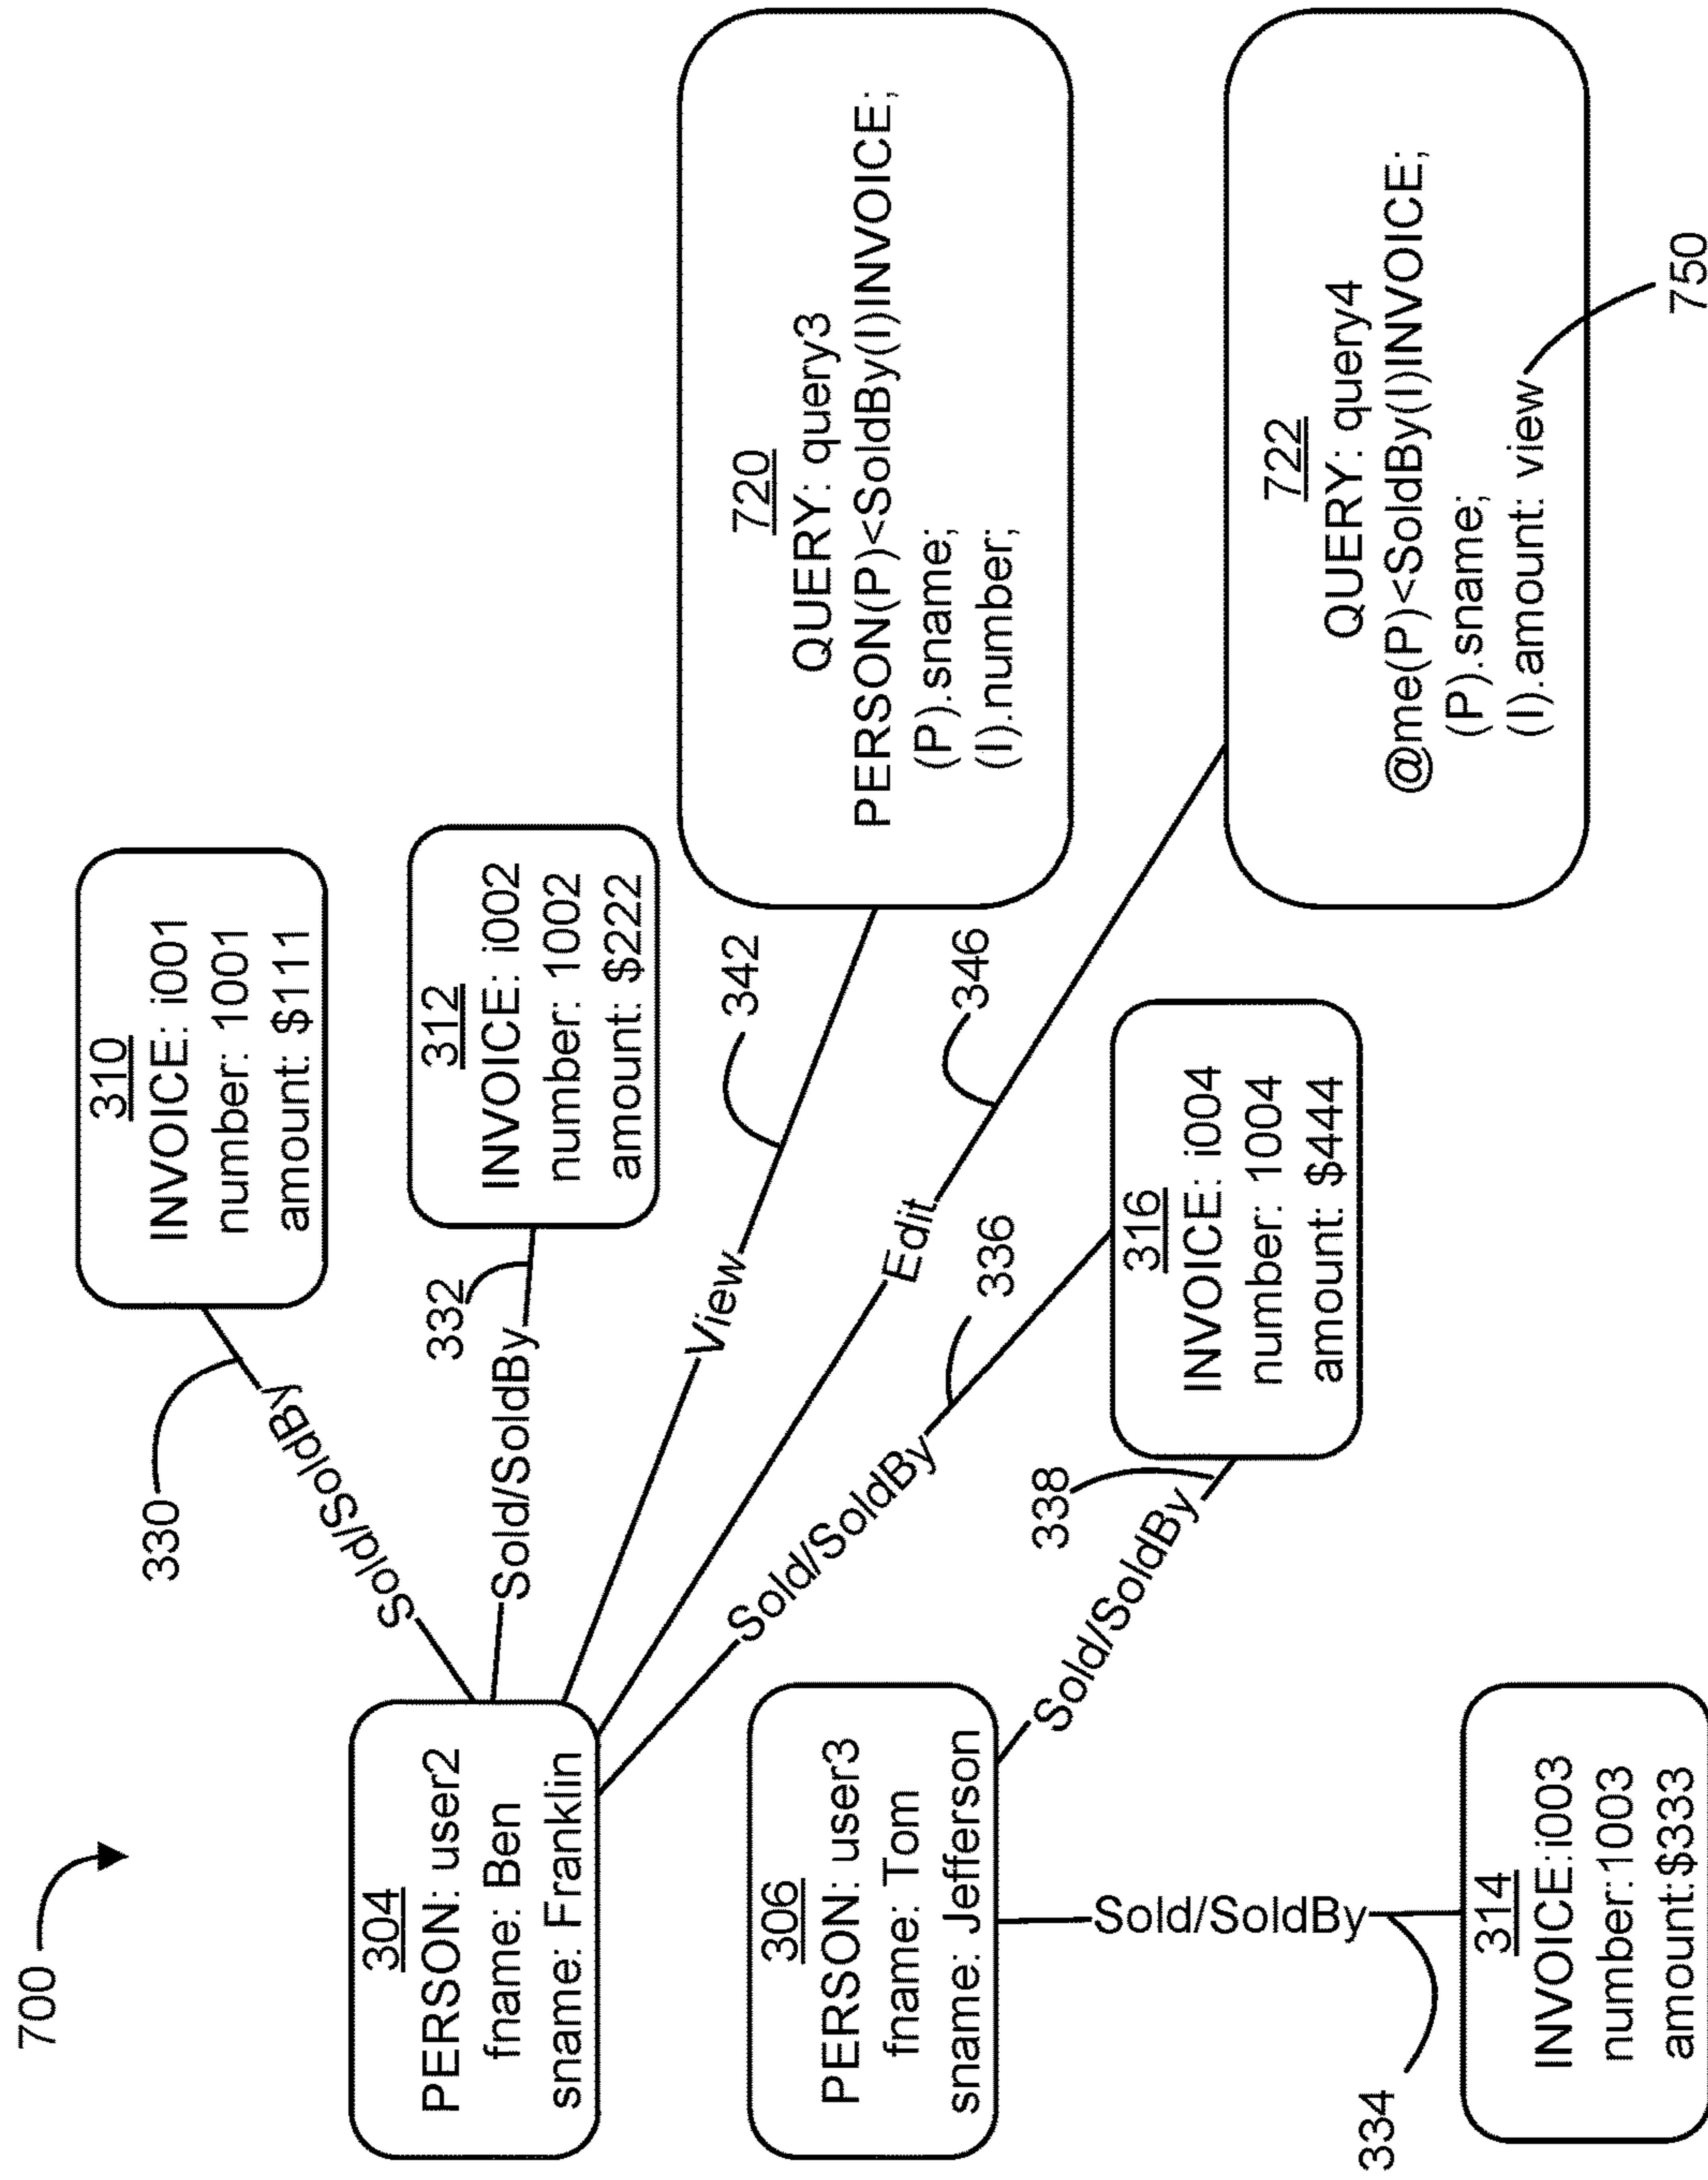 700
304
PERSON: user2
fname: Ben
sname: Franklin
306
PERSON: user3
fname: Tom
sname: Jefferson
314
INVOICE:i003
number:1003
amount:$333
334
Sold/SoldBy
330
Sold/SoldBy
310
INVOICE: i001
number: 1001
amount: $111
332
Sold/SoldBy
312
INVOICE: i002
number: 1002
amount: $222
View
342
Edit
346
Sold/SoldBy
336
Sold/SoldBy
338
316
INVOICE: i004
number: 1004
amount: $444
720
QUERY: query3
PERSON(P)<SoldBy(I)INVOICE;
(P).sname;
(I).number;
722
QUERY: query4
@me(P)<SoldBy(I)INVOICE;
(P).sname;
(I).amount: view
750